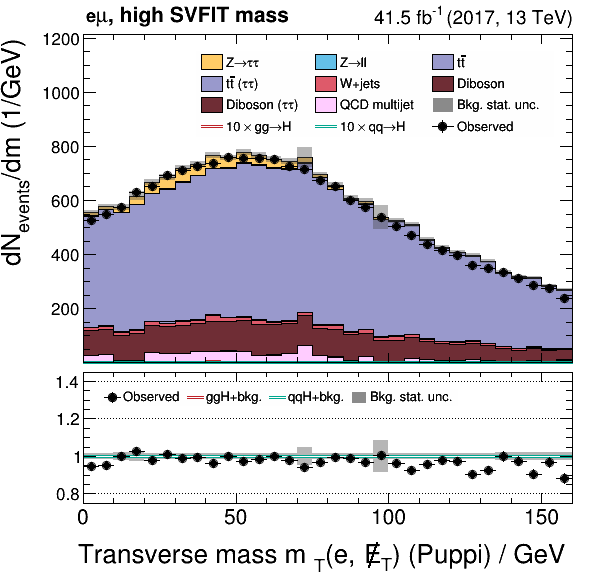 eμ, high SVFIT mass 41.5 fb⁻¹ (2017, 13 TeV)
dN_events/dm (1/GeV)
1200
1000
800
600
400
200
Z→ττ Z→ll tt̄
tt̄ (ττ) W+jets Diboson
Diboson (ττ) QCD multijet Bkg. stat. unc.
10 × gg→H 10 × qq→H Observed
1.4
1.2
1.0
0.8
Observed ggH+bkg. qqH+bkg. Bkg. stat. unc.
0 50 100 150
Transverse mass m_T(e, E̸_T) (Puppi) / GeV